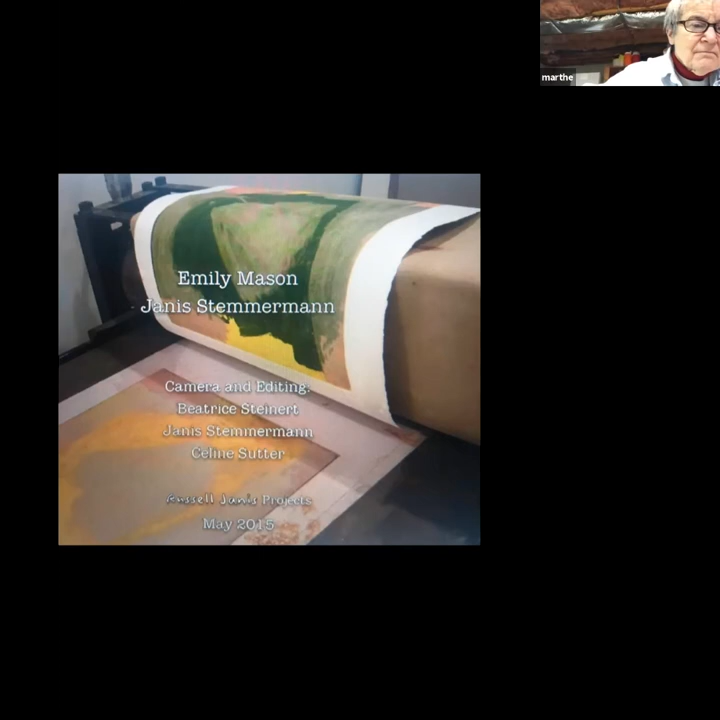 marthe
Emily Mason
Janis Stemmermann
Camera and Editing:
Beatrice Steinert
Janis Stemmermann
Celine Sutter
Russell Janis Projects
May 2015